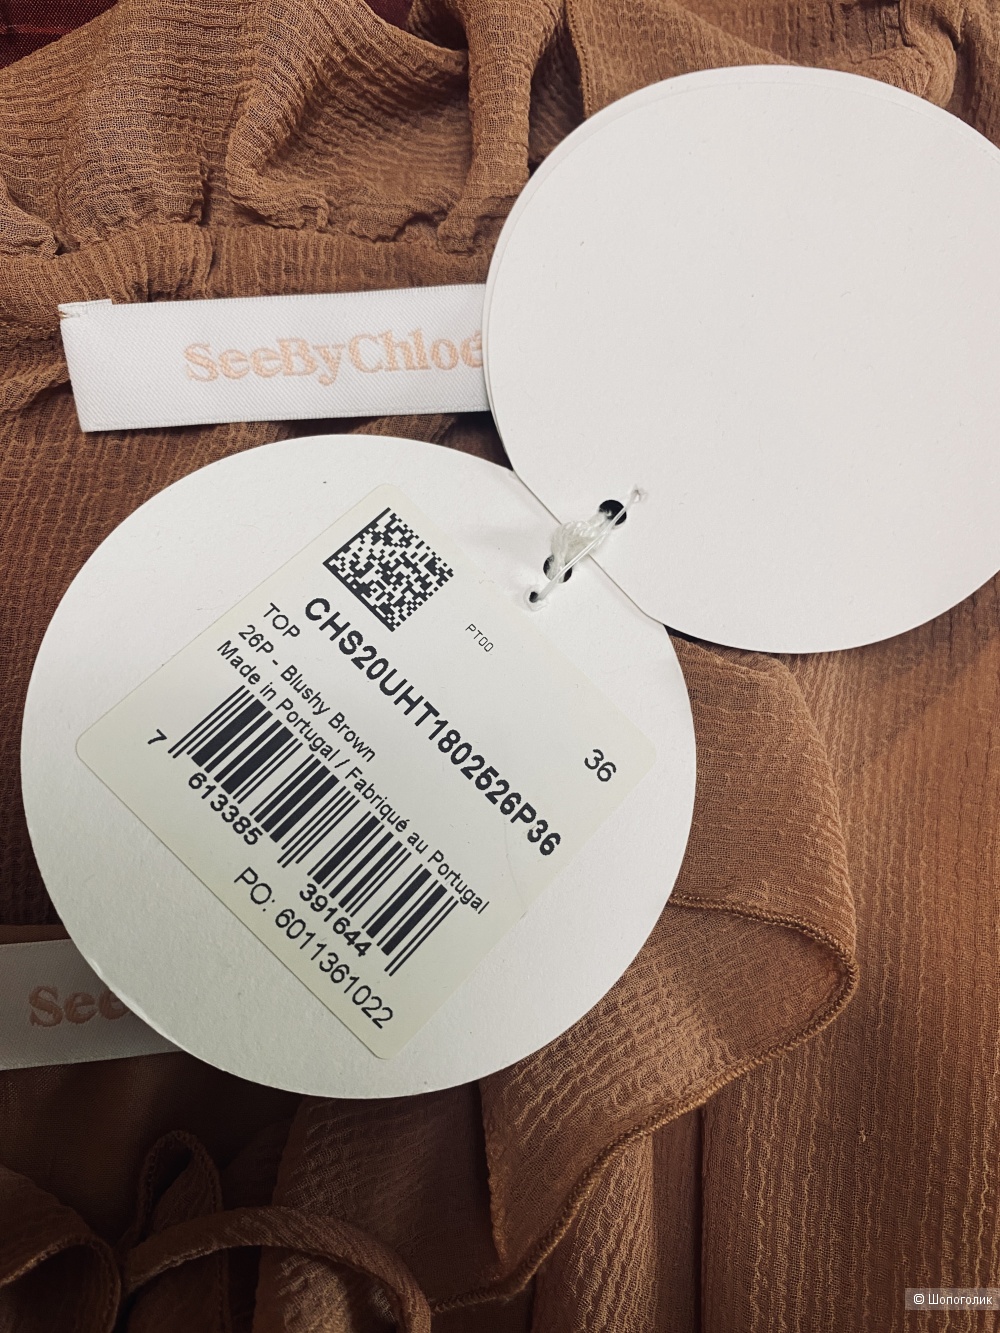 SeeByChloé
PT00
CHS20UHT1802526P36
36
TOP
26P - Blushy Brown
Made in Portugal / Fabriqué au Portugal
7 613385 391644
PO: 6011361022
See
© Шопоголик